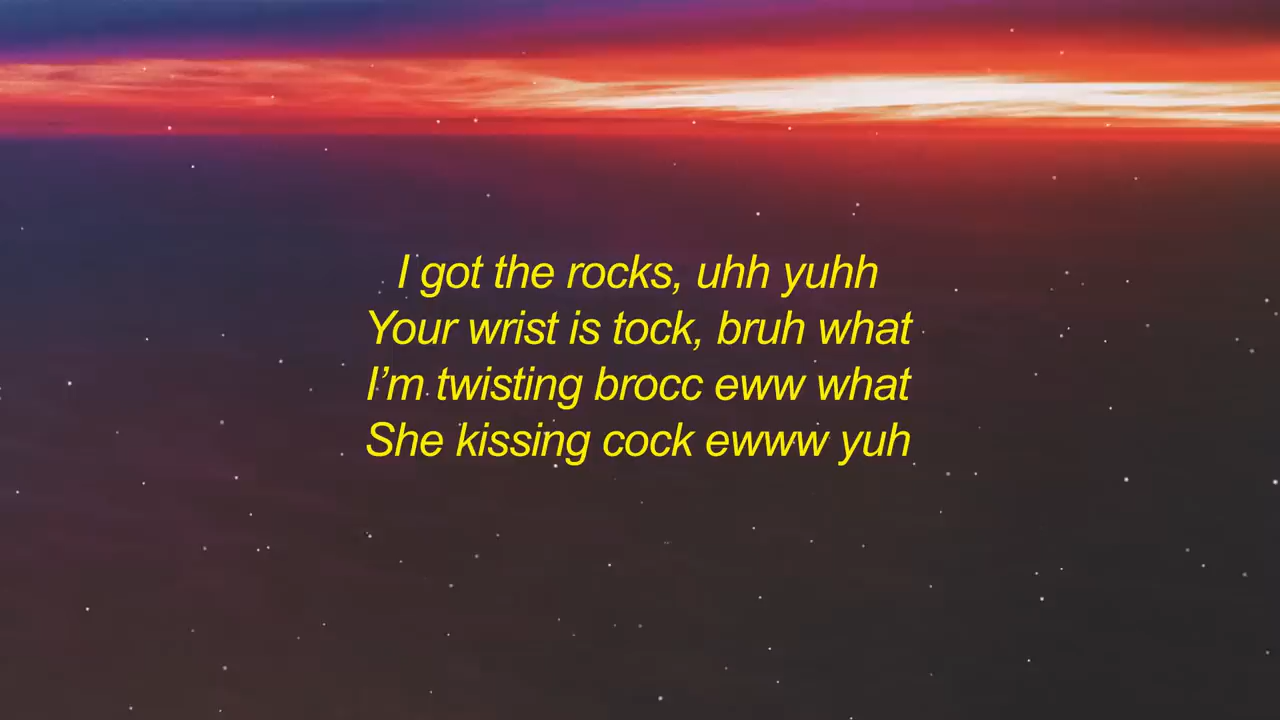 I got the rocks, uhh yuhh
Your wrist is tock, bruh what
I’m twisting brocc eww what
She kissing cock ewww yuh